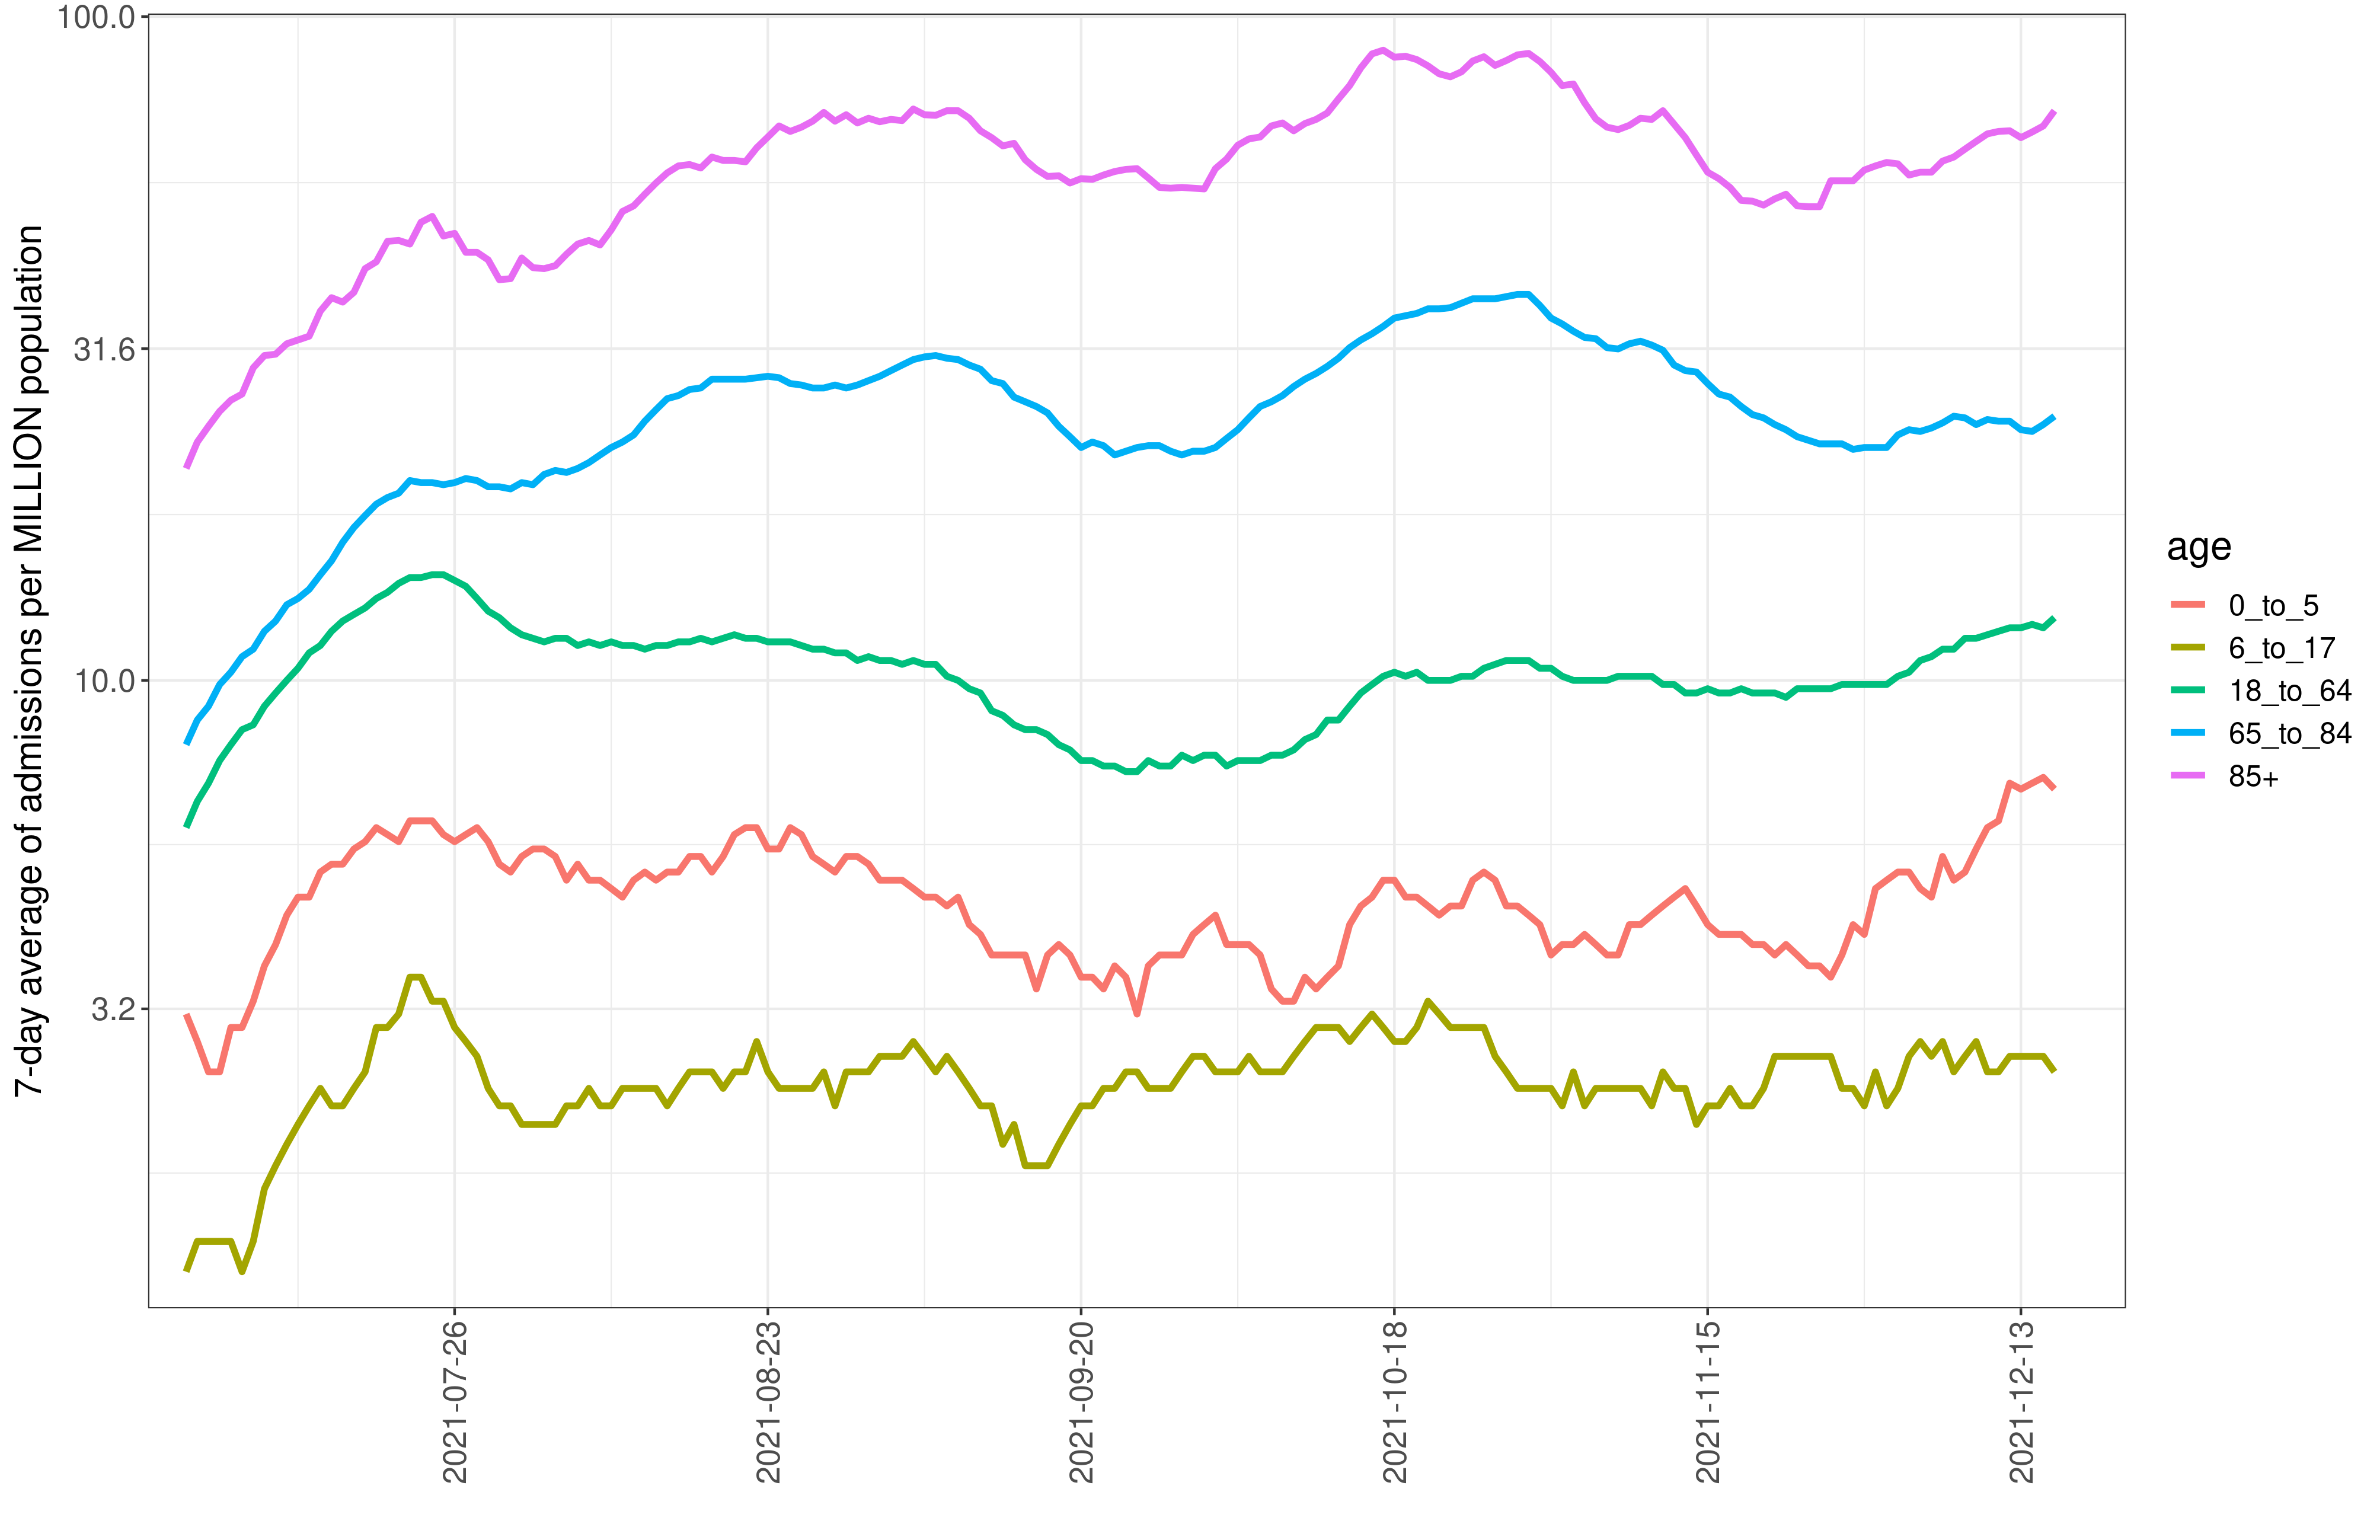 7-day average of admissions per MILLION population
100.0
31.6
10.0
3.2
2021-07-26
2021-08-23
2021-09-20
2021-10-18
2021-11-15
2021-12-13
age
0_to_5
6_to_17
18_to_64
65_to_84
85+